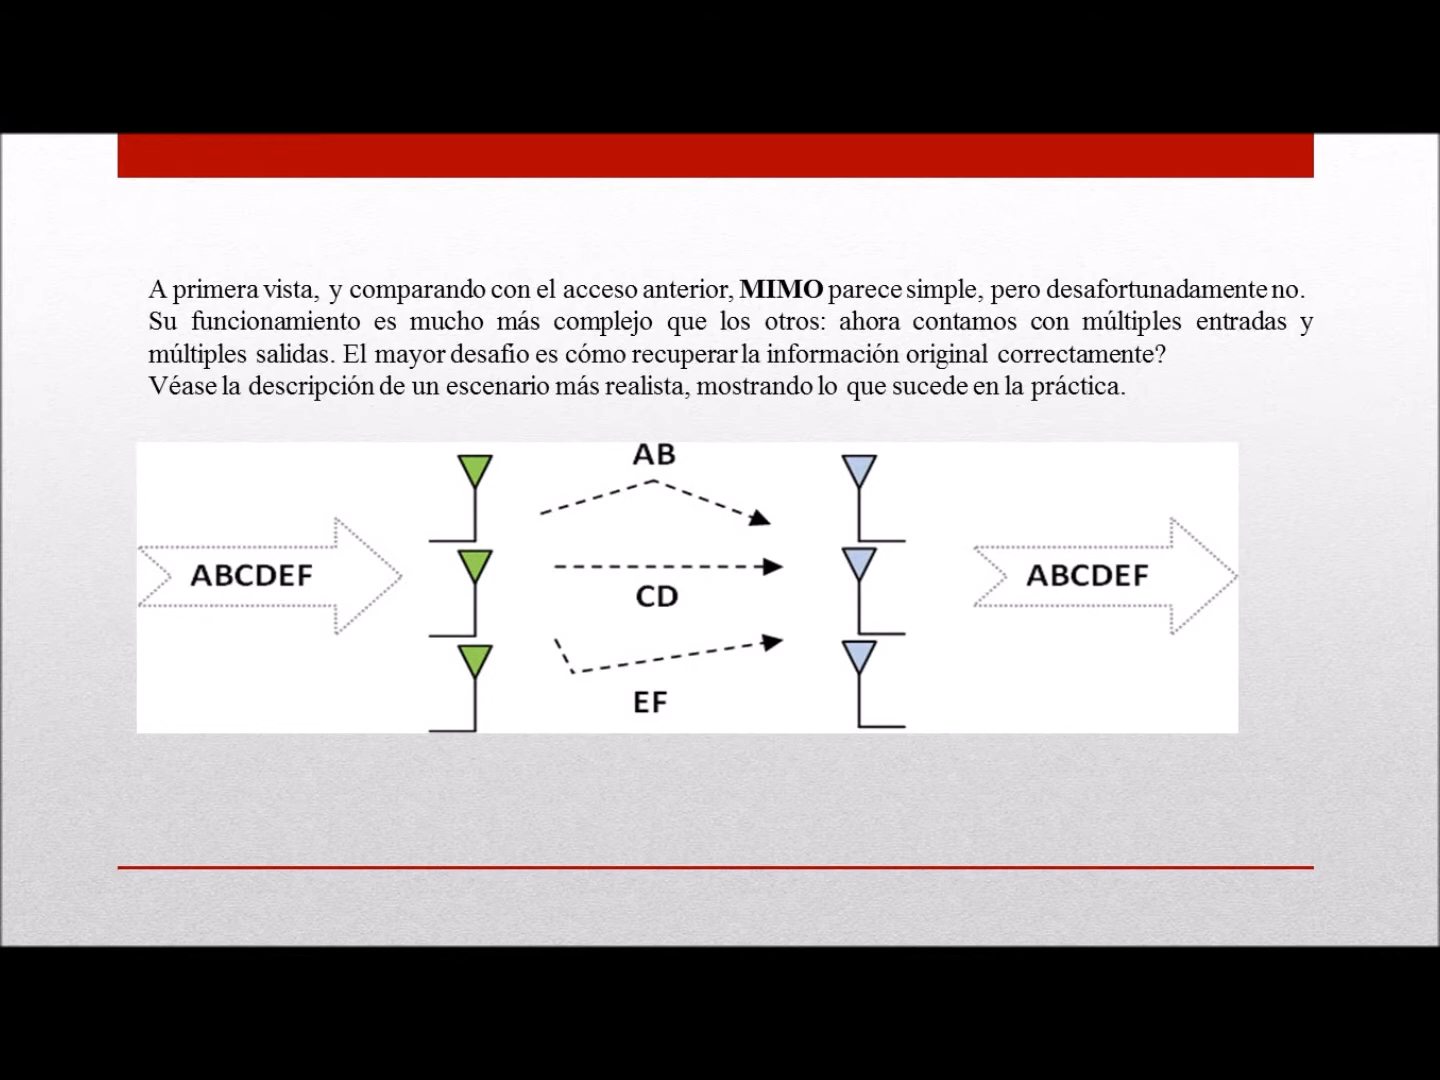 A primera vista, y comparando con el acceso anterior, MIMO parece simple, pero desafortunadamente no.
Su funcionamiento es mucho más complejo que los otros: ahora contamos con múltiples entradas y
múltiples salidas. El mayor desafio es cómo recuperar la información original correctamente?
Véase la descripción de un escenario más realista, mostrando lo que sucede en la práctica.
AB
ABCDEF
CD
ABCDEF
EF